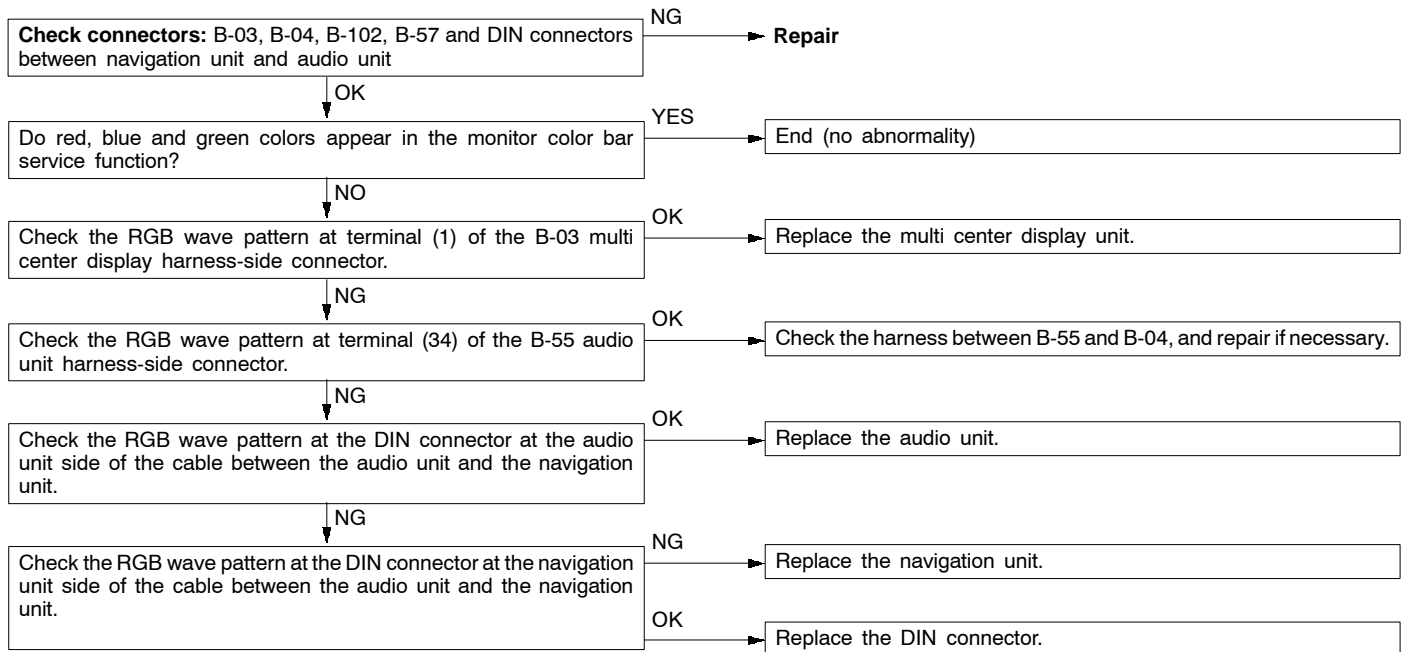 NG
Check connectors: B-03, B-04, B-102, B-57 and DIN connectors
between navigation unit and audio unit
Repair
OK
YES
Do red, blue and green colors appear in the monitor color bar
service function?
End (no abnormality)
NO
OK
Check the RGB wave pattern at terminal (1) of the B-03 multi
center display harness-side connector.
Replace the multi center display unit.
NG
OK
Check the RGB wave pattern at terminal (34) of the B-55 audio
unit harness-side connector.
Check the harness between B-55 and B-04, and repair if necessary.
NG
OK
Check the RGB wave pattern at the DIN connector at the audio
unit side of the cable between the audio unit and the navigation
unit.
Replace the audio unit.
NG
NG
Check the RGB wave pattern at the DIN connector at the navigation
unit side of the cable between the audio unit and the navigation
unit.
Replace the navigation unit.
OK
Replace the DIN connector.